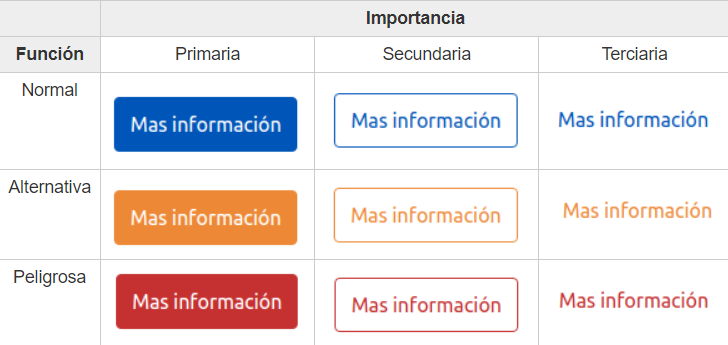 Importancia
Función Primaria Secundaria Terciaria
Normal Mas información Mas información Mas información
Alternativa Mas información Mas información Mas información
Peligrosa Mas información Mas información Mas información